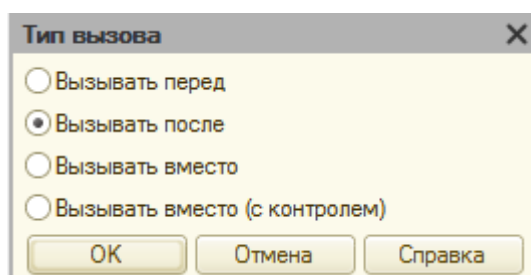 Тип вызова
Вызывать перед
Вызывать после
Вызывать вместо
Вызывать вместо (с контролем)
OK Отмена Справка